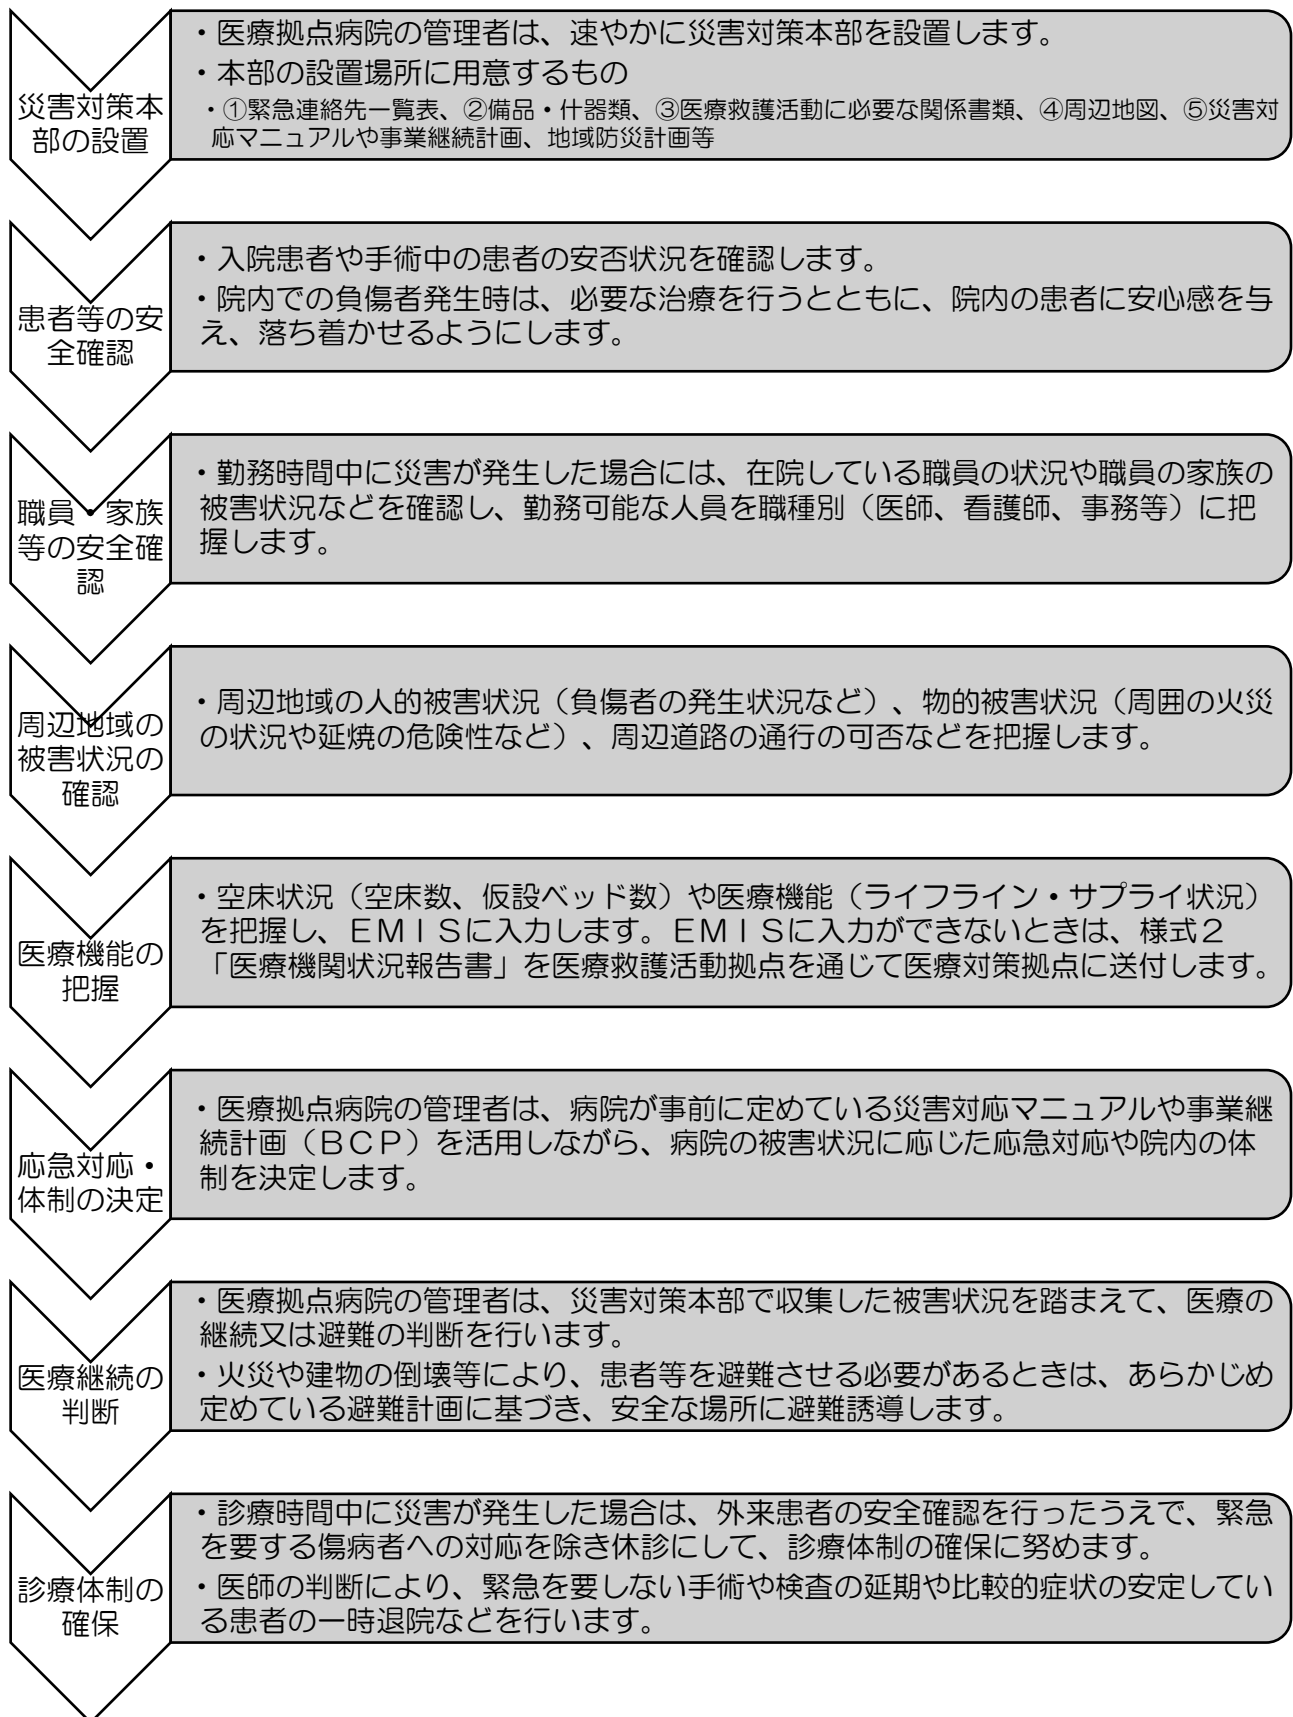 災害対策本
部の設置
・医療拠点病院の管理者は、速やかに災害対策本部を設置します。
・本部の設置場所に用意するもの
・①緊急連絡先一覧表、②備品・什器類、③医療救護活動に必要な関係書類、④周辺地図、⑤災害対
応マニュアルや事業継続計画、地域防災計画等
患者等の安
全確認
・入院患者や手術中の患者の安否状況を確認します。
・院内での負傷者発生時は、必要な治療を行うとともに、院内の患者に安心感を与
え、落ち着かせるようにします。
職員・家族
等の安全確
認
・勤務時間中に災害が発生した場合には、在院している職員の状況や職員の家族の
被害状況などを確認し、勤務可能な人員を職種別（医師、看護師、事務等）に把
握します。
周辺地域の
被害状況の
確認
・周辺地域の人的被害状況（負傷者の発生状況など）、物的被害状況（周囲の火災
の状況や延焼の危険性など）、周辺道路の通行の可否などを把握します。
医療機能の
把握
・空床状況（空床数、仮設ベッド数）や医療機能（ライフライン・サプライ状況）
を把握し、ＥＭＩＳに入力します。ＥＭＩＳに入力ができないときは、様式２
「医療機関状況報告書」を医療救護活動拠点を通じて医療対策拠点に送付します。
応急対応・
体制の決定
・医療拠点病院の管理者は、病院が事前に定めている災害対応マニュアルや事業継
続計画（ＢＣＰ）を活用しながら、病院の被害状況に応じた応急対応や院内の体
制を決定します。
医療継続の
判断
・医療拠点病院の管理者は、災害対策本部で収集した被害状況を踏まえて、医療の
継続又は避難の判断を行います。
・火災や建物の倒壊等により、患者等を避難させる必要があるときは、あらかじめ
定めている避難計画に基づき、安全な場所に避難誘導します。
診療体制の
確保
・診療時間中に災害が発生した場合は、外来患者の安全確認を行ったうえで、緊急
を要する傷病者への対応を除き休診にして、診療体制の確保に努めます。
・医師の判断により、緊急を要しない手術や検査の延期や比較的症状の安定してい
る患者の一時退院などを行います。